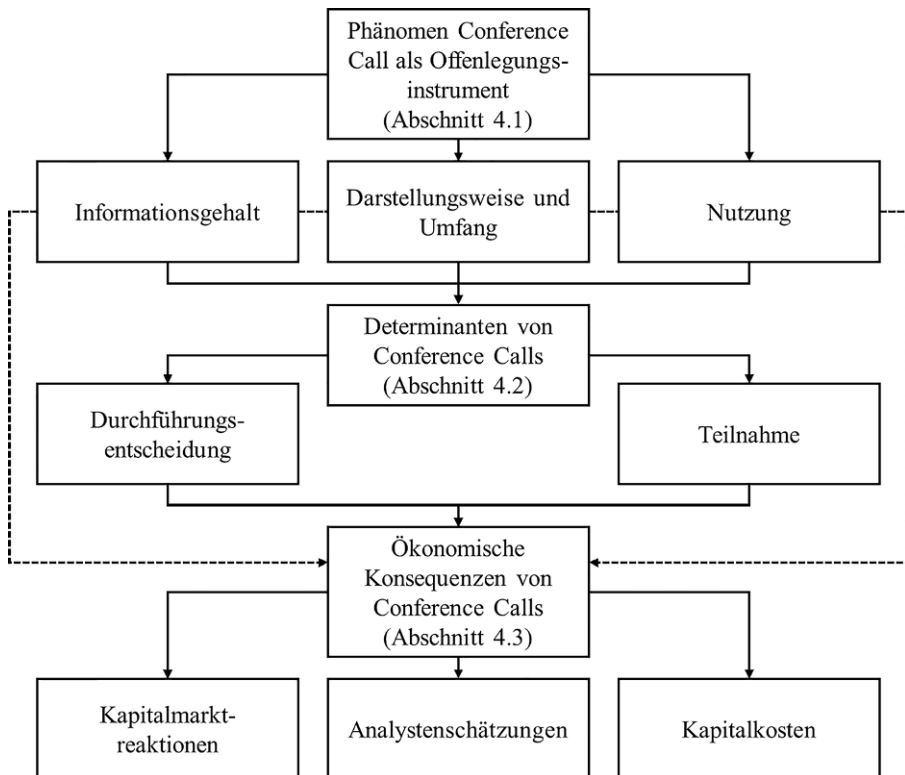 Phänomen Conference
Call als Offenlegungs-
instrument
(Abschnitt 4.1)
Informationsgehalt
Darstellungsweise und
Umfang
Nutzung
Determinanten von
Conference Calls
(Abschnitt 4.2)
Durchführungs-
entscheidung
Teilnahme
Ökonomische
Konsequenzen von
Conference Calls
(Abschnitt 4.3)
Kapitalmarkt-
reaktionen
Analystenschätzungen
Kapitalkosten